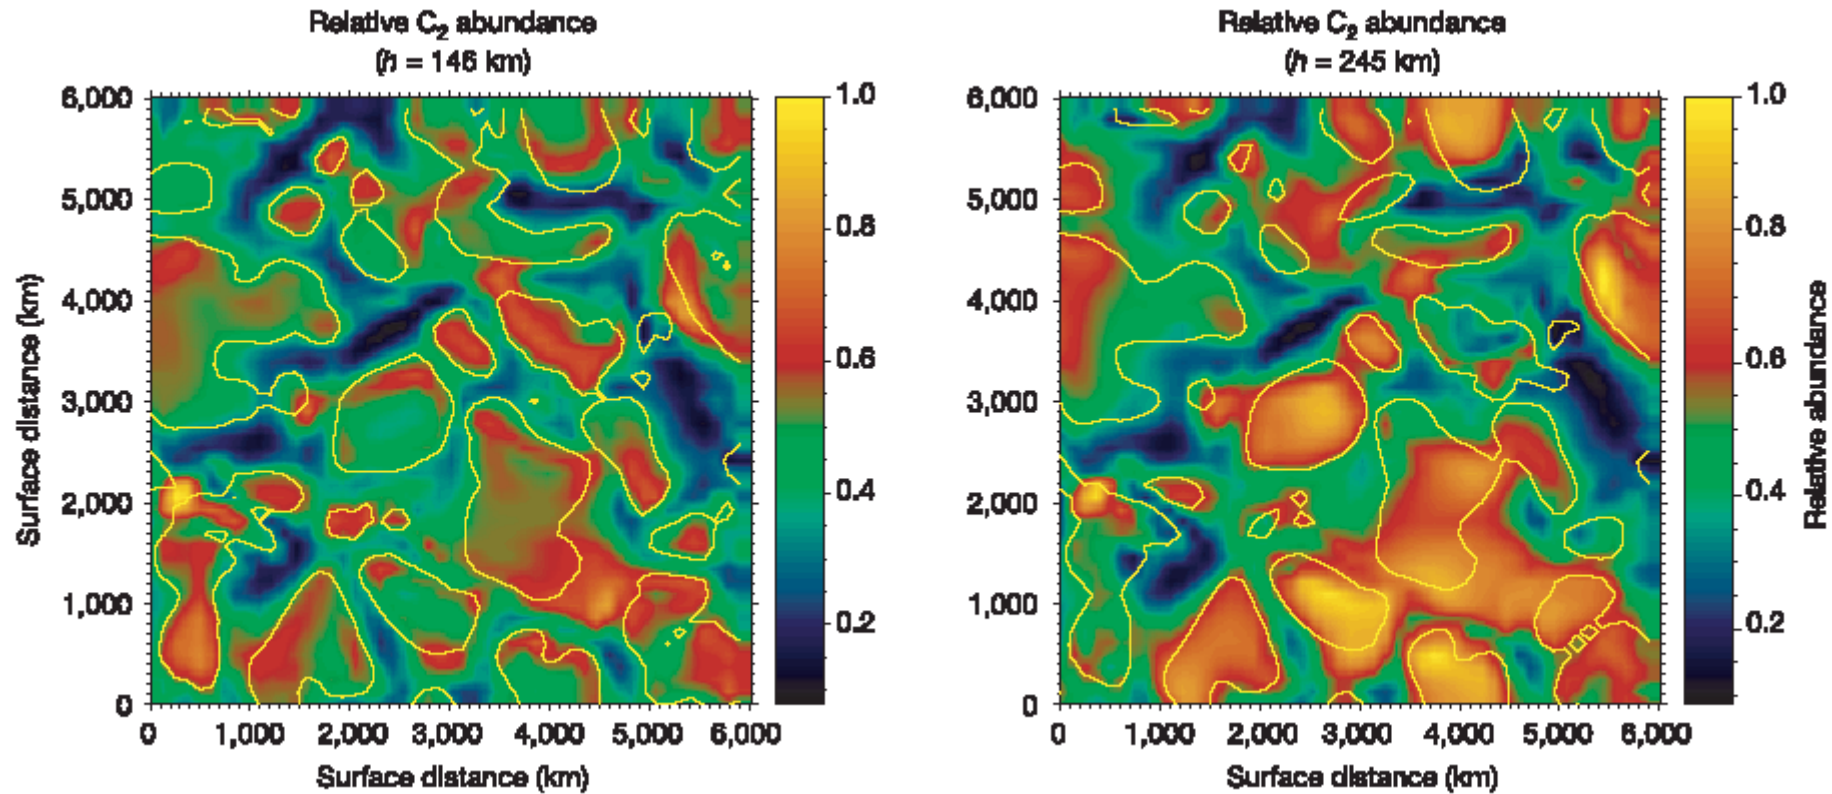 Relative C₂ abundance
(h = 146 km)
6,000
5,000
4,000
3,000
2,000
1,000
0
Surface distance (km)
0 1,000 2,000 3,000 4,000 5,000 6,000
Surface distance (km)
1.0
0.8
0.6
0.4
0.2
Relative C₂ abundance
(h = 245 km)
6,000
5,000
4,000
3,000
2,000
1,000
0
0 1,000 2,000 3,000 4,000 5,000 6,000
Surface distance (km)
1.0
0.8
0.6
0.4
0.2
Relative abundance